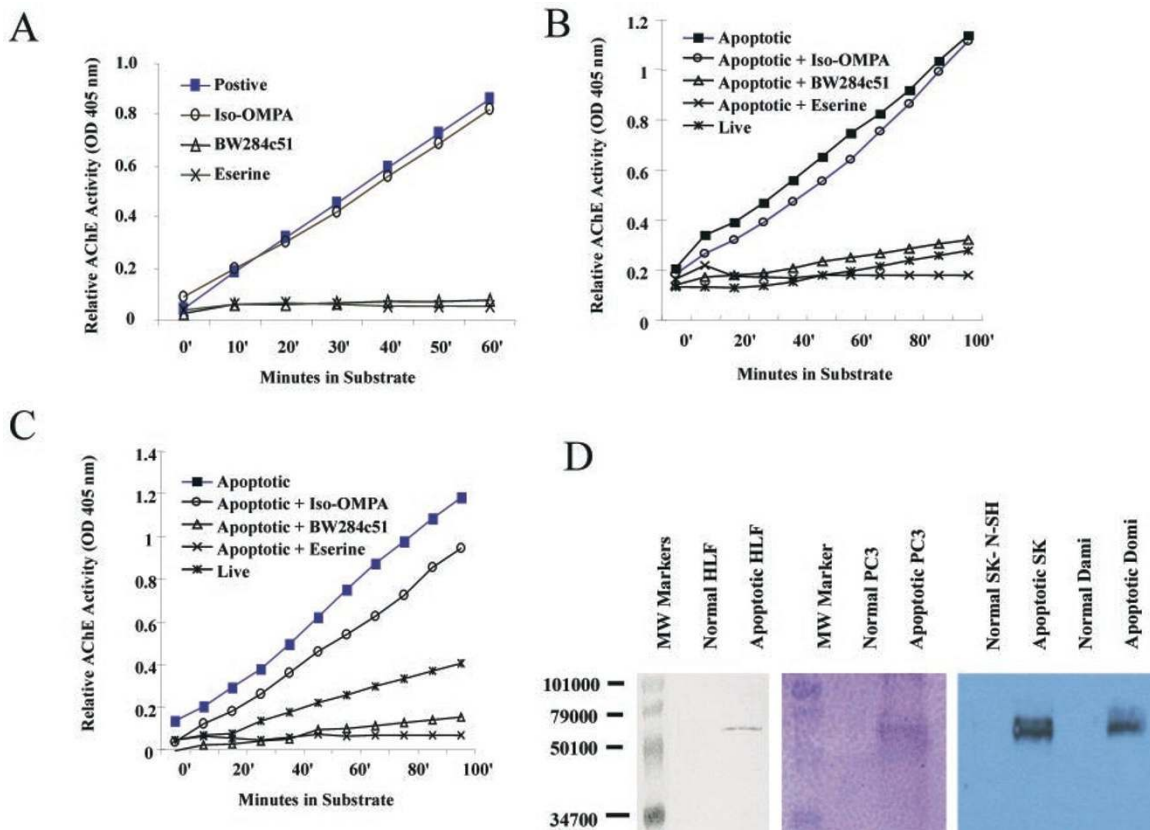 A
Relative AChE Activity (OD 405 nm)
1.0
0.8
0.6
0.4
0.2
0
Postive
Iso-OMPA
BW284c51
Eserine
0' 10' 20' 30' 40' 50' 60'
Minutes in Substrate
B
Relative AChE Activity (OD 405 nm)
1.2
1
0.8
0.6
0.4
0.2
0
Apoptotic
Apoptotic + Iso-OMPA
Apoptotic + BW284c51
Apoptotic + Eserine
Live
0' 20' 40' 60' 80' 100'
Minutes in Substrate
C
Relative AChE Activity (OD 405 nm)
1.4
1.2
1
0.8
0.6
0.4
0.2
0
Apoptotic
Apoptotic + Iso-OMPA
Apoptotic + BW284c51
Apoptotic + Eserine
Live
0' 20' 40' 60' 80' 100'
Minutes in Substrate
D
MW Markers
Normal HLF
Apoptotic HLF
MW Marker
Normal PC3
Apoptotic PC3
Normal SK- N-SH
Apoptotic SK
Normal Dami
Apoptotic Domi
101000
79000
50100
34700